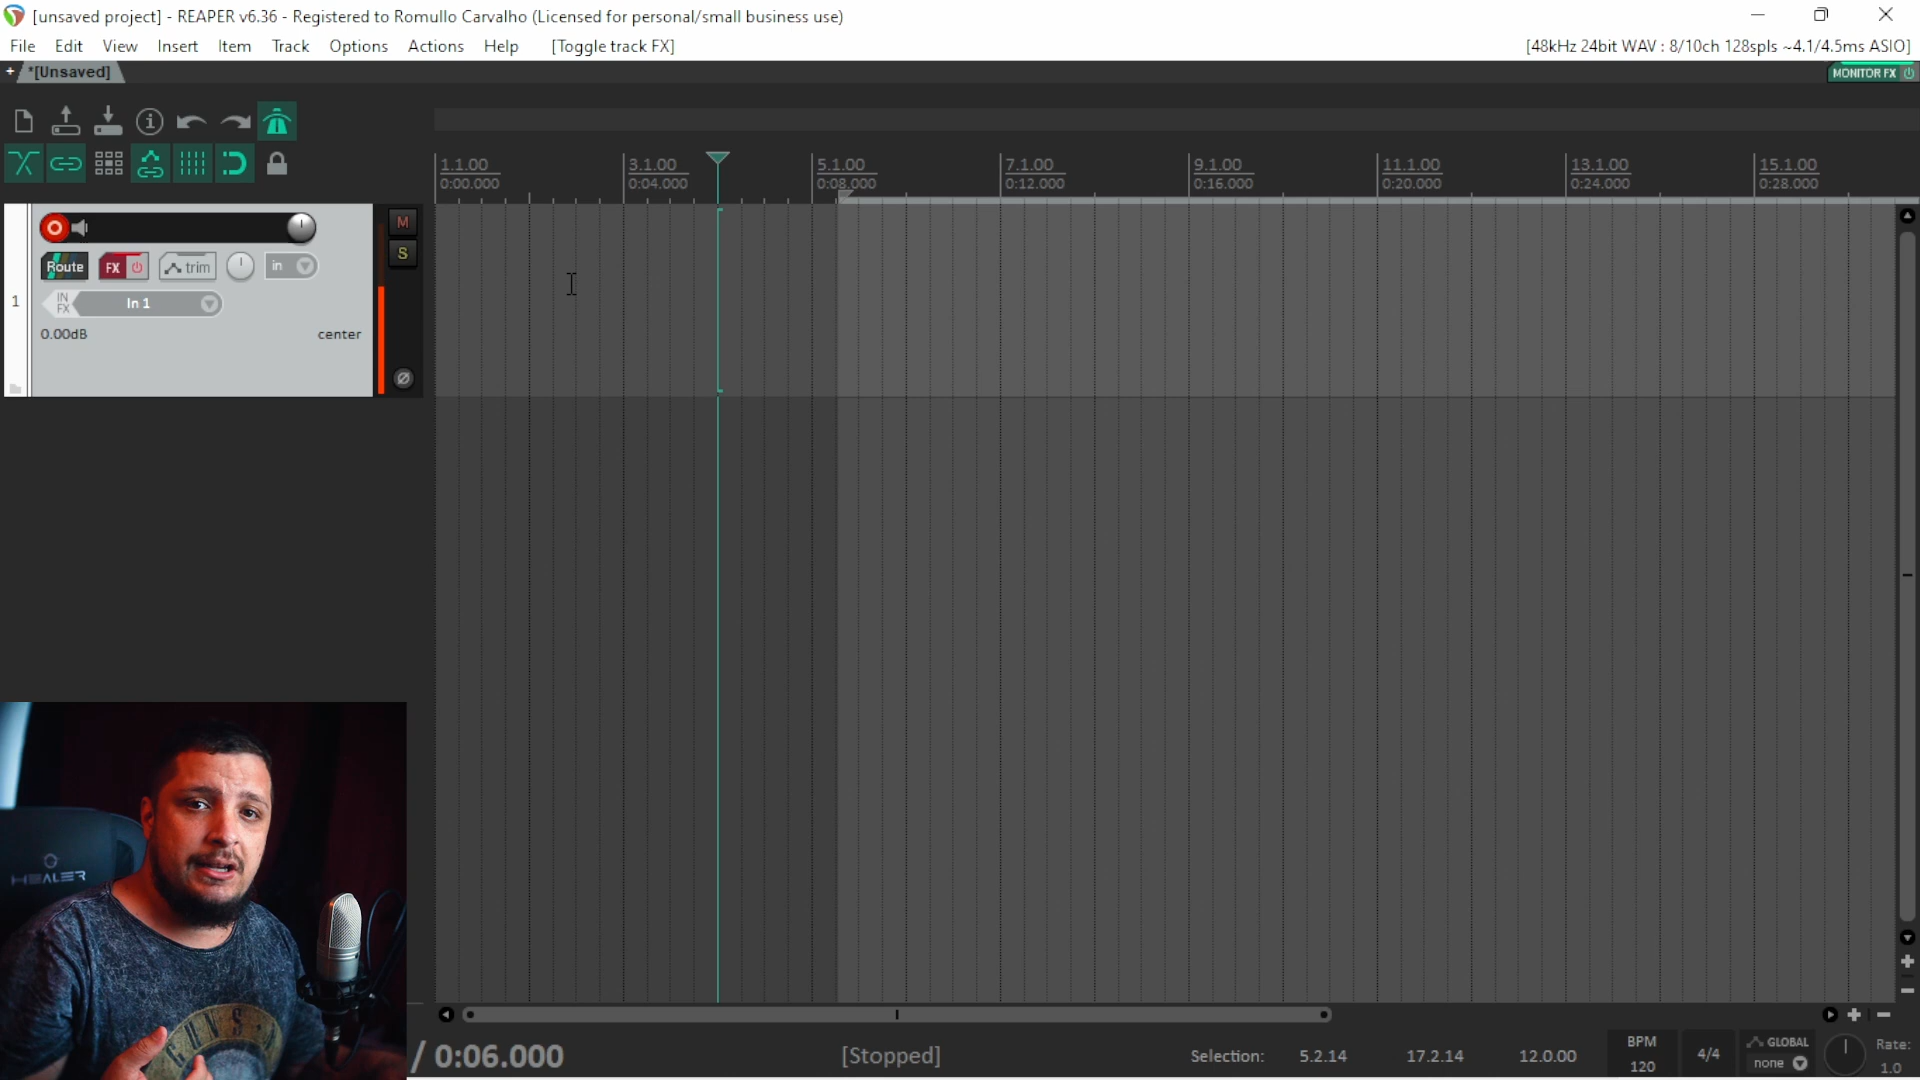 [unsaved project] - REAPER v6.36 - Registered to Romullo Carvalho (Licensed for personal/small business use)
File Edit View Insert Item Track Options Actions Help [Toggle track FX] [48kHz 24bit WAV : 8/10ch 128spls ~4.1/4.5ms ASIO]
+ *[Unsaved] MONITOR FX
1.1.00 3.1.00 5.1.00 7.1.00 9.1.00 11.1.00 13.1.00 15.1.00
0:00.000 0:04.000 0:08.000 0:12.000 0:16.000 0:20.000 0:24.000 0:28.000
M
S
Route FX trim in
1
IN FX In 1
0.00dB center
HEALER
GUNS
/ 0:06.000 [Stopped] Selection: 5.2.14 17.2.14 12.0.00
BPM
120
4/4
GLOBAL
none
Rate:
1.0